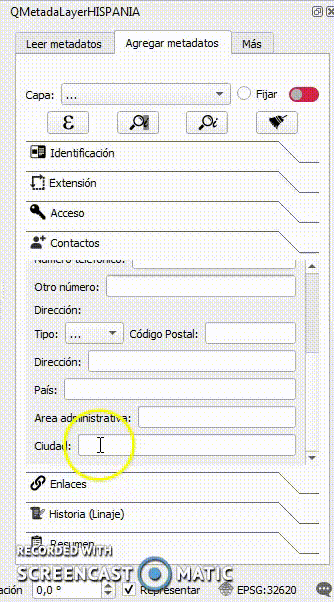 QMetadaLayerHISPANIA
Leer metadatos Agregar metadatos Más
Capa: ... Fijar
ε i
Identificación
Extensión
Acceso
Contactos
Número telefónico:
Otro número:
Dirección:
Tipo: ... Código Postal:
Dirección:
País:
Area administrativa:
Ciudad:
Enlaces
Historia (Linaje)
Resumen
RECORDED WITH
SCREENCAST MATIC
ación 0,0 ° Representar EPSG:32620